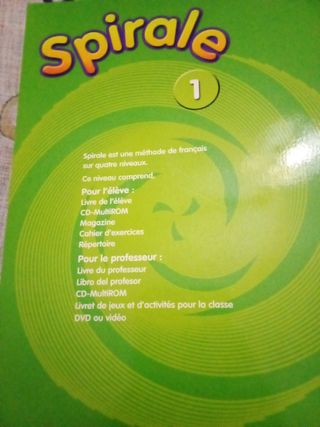 Spirale
1
Spirale est une méthode de français
sur quatre niveaux.
Ce niveau comprend.
Pour l'élève :
Livre de l'élève
CD-MultiROM
Magazine
Cahier d'exercices
Répertoire
Pour le professeur :
Livre du professeur
Libro del profesor
CD-MultiROM
Livret de jeux et d'activités pour la classe
DVD ou vidéo